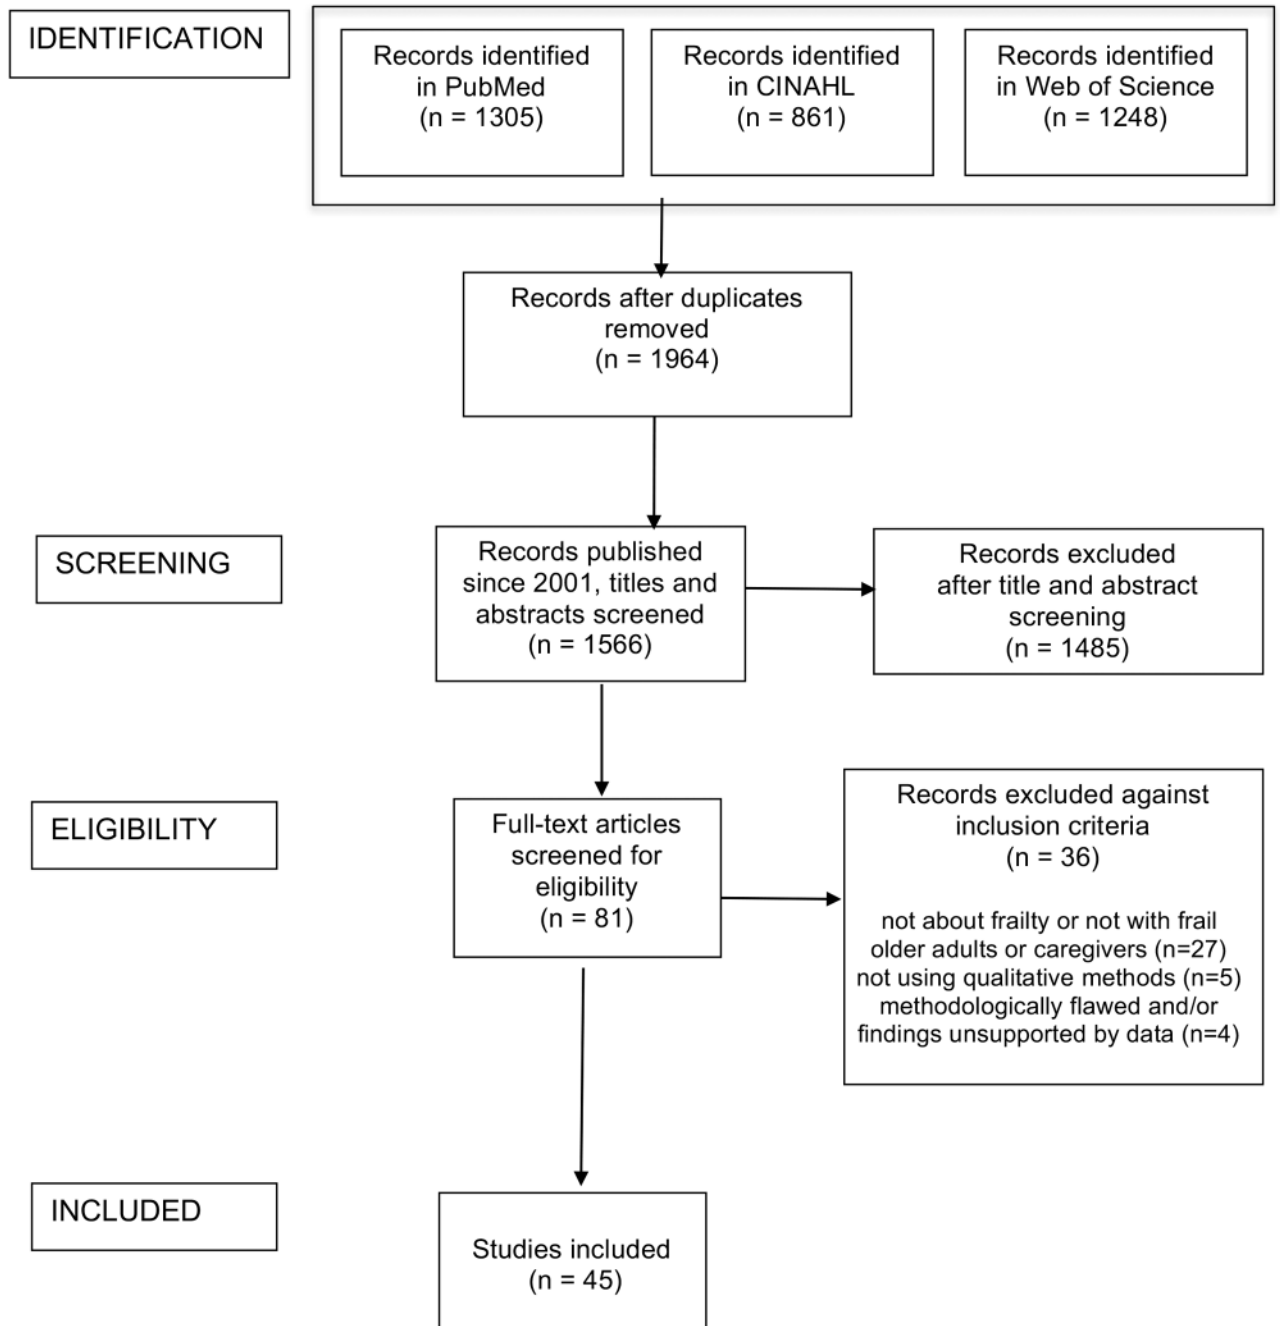 IDENTIFICATION
Records identified
in PubMed
(n = 1305)
Records identified
in CINAHL
(n = 861)
Records identified
in Web of Science
(n = 1248)
Records after duplicates
removed
(n = 1964)
SCREENING
Records published
since 2001, titles and
abstracts screened
(n = 1566)
Records excluded
after title and abstract
screening
(n = 1485)
ELIGIBILITY
Full-text articles
screened for
eligibility
(n = 81)
Records excluded against
inclusion criteria
(n = 36)
not about frailty or not with frail
older adults or caregivers (n=27)
not using qualitative methods (n=5)
methodologically flawed and/or
findings unsupported by data (n=4)
INCLUDED
Studies included
(n = 45)